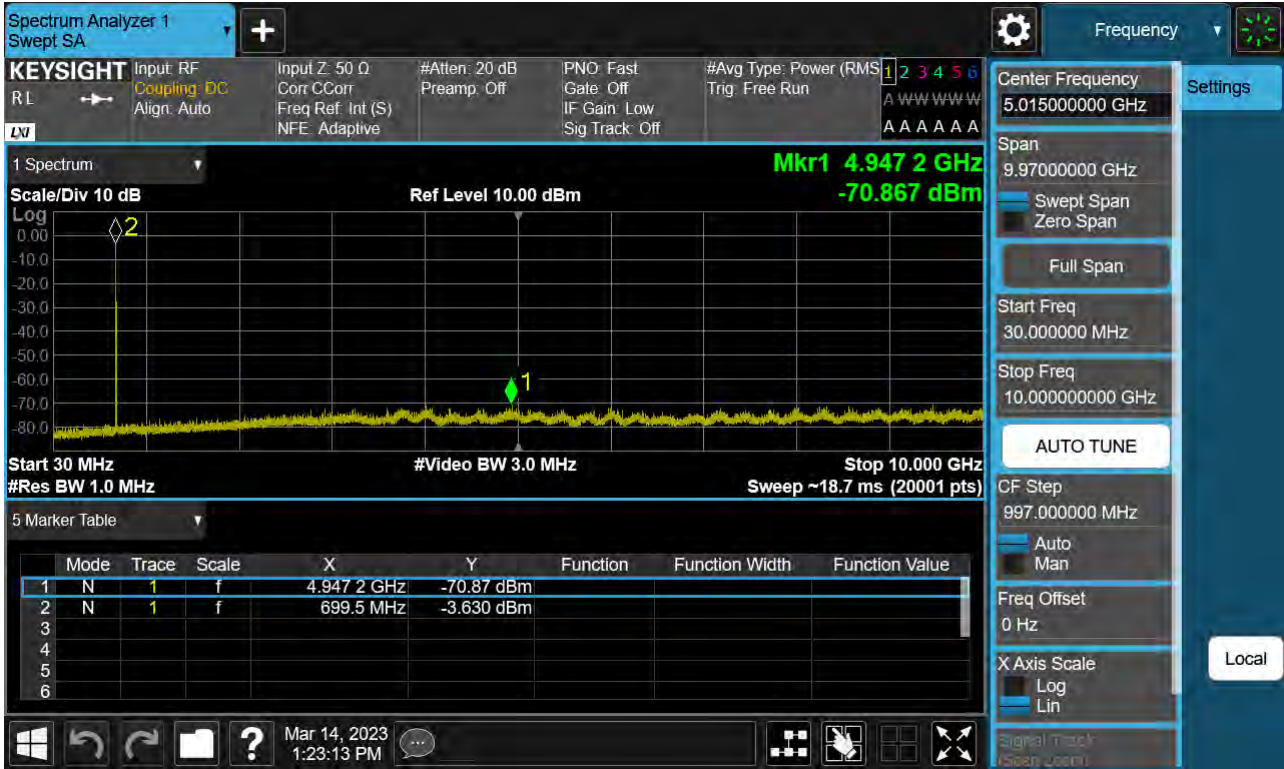 Spectrum Analyzer 1
Swept SA
+
Frequency
KEYSIGHT
RL
LXI
Input: RF
Coupling: DC
Align: Auto
Input Z: 50 Ω
Corr CCorr
Freq Ref: Int (S)
NFE: Adaptive
#Atten: 20 dB
Preamp: Off
PNO: Fast
Gate: Off
IF Gain: Low
Sig Track: Off
#Avg Type: Power (RMS
Trig: Free Run
1 2 3 4 5 6
A W W W W W
A A A A A A
1 Spectrum
Scale/Div 10 dB
Ref Level 10.00 dBm
Mkr1 4.947 2 GHz
-70.867 dBm
Log
0.00
-10.0
-20.0
-30.0
-40.0
-50.0
-60.0
-70.0
-80.0
2
1
Start 30 MHz
#Video BW 3.0 MHz
Stop 10.000 GHz
#Res BW 1.0 MHz
Sweep ~18.7 ms (20001 pts)
5 Marker Table
Mode Trace Scale X Y Function Function Width Function Value
1 N 1 f 4.947 2 GHz -70.87 dBm
2 N 1 f 699.5 MHz -3.630 dBm
3
4
5
6
Center Frequency
5.015000000 GHz
Settings
Span
9.97000000 GHz
Swept Span
Zero Span
Full Span
Start Freq
30.000000 MHz
Stop Freq
10.000000000 GHz
AUTO TUNE
CF Step
997.000000 MHz
Auto
Man
Freq Offset
0 Hz
X Axis Scale
Log
Lin
Local
Signal Track
(Span Zoom)
?
Mar 14, 2023
1:23:13 PM